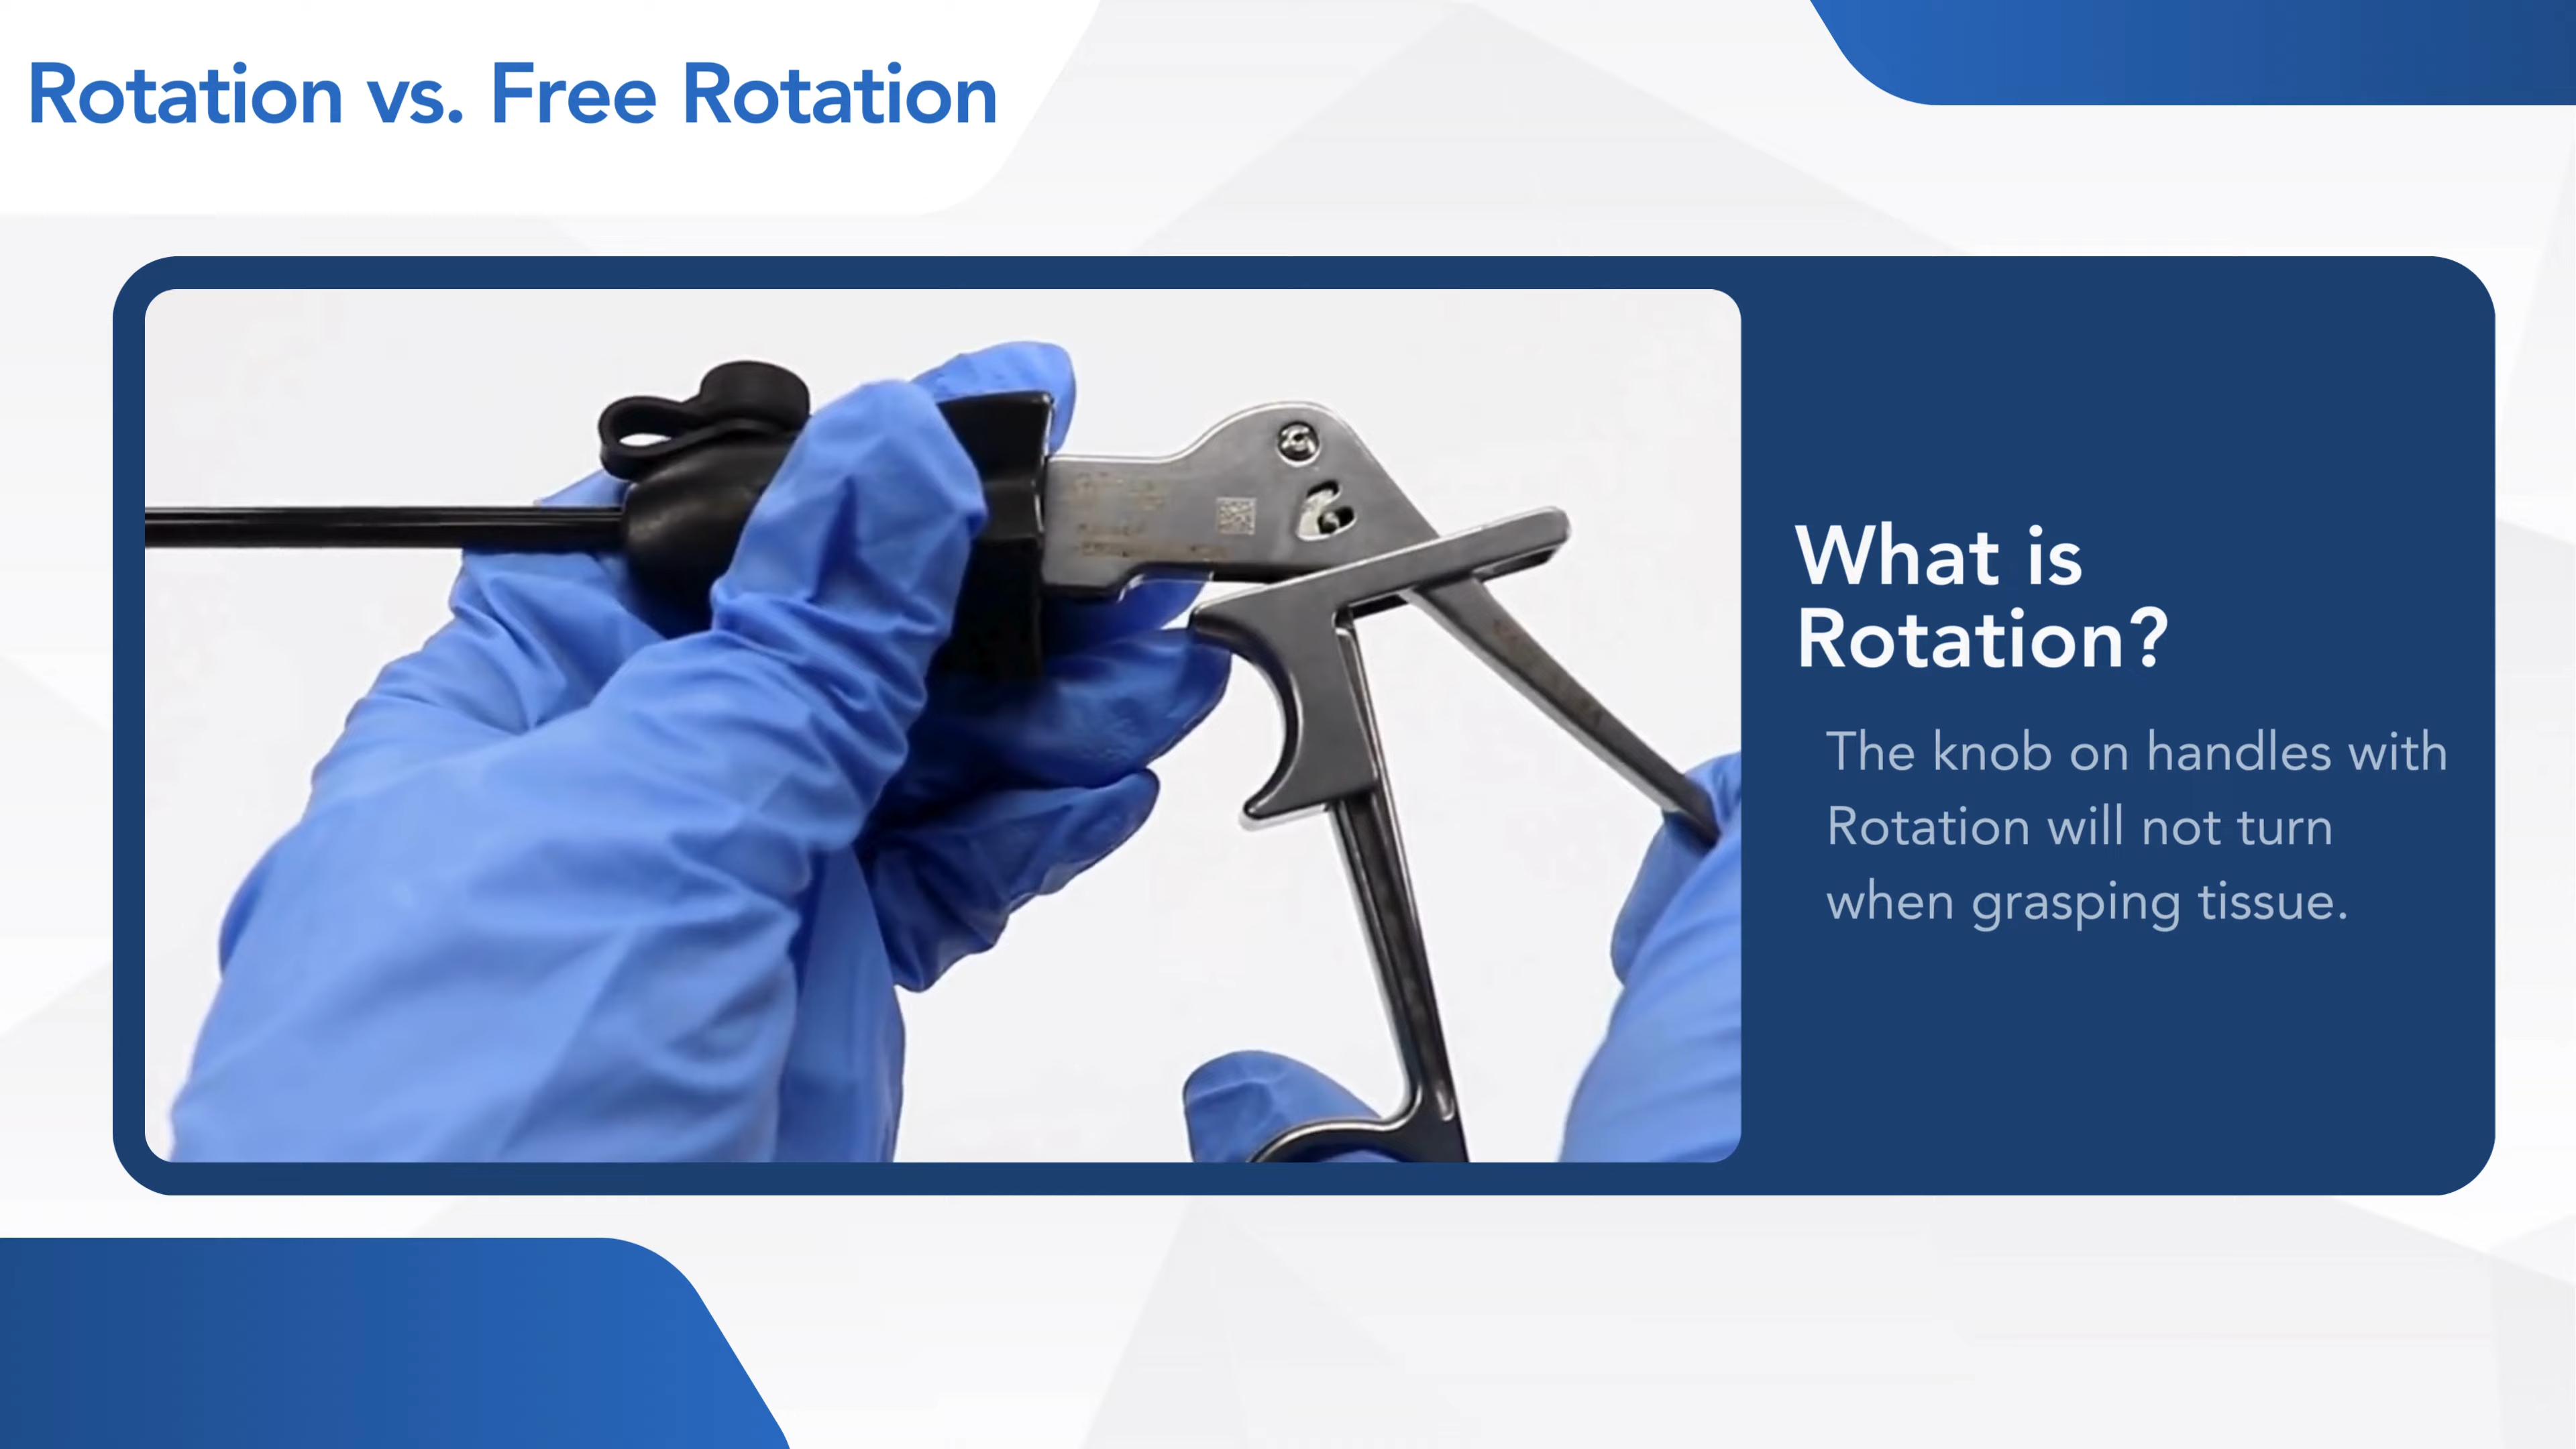 Rotation vs. Free Rotation
What is
Rotation?
The knob on handles with
Rotation will not turn
when grasping tissue.